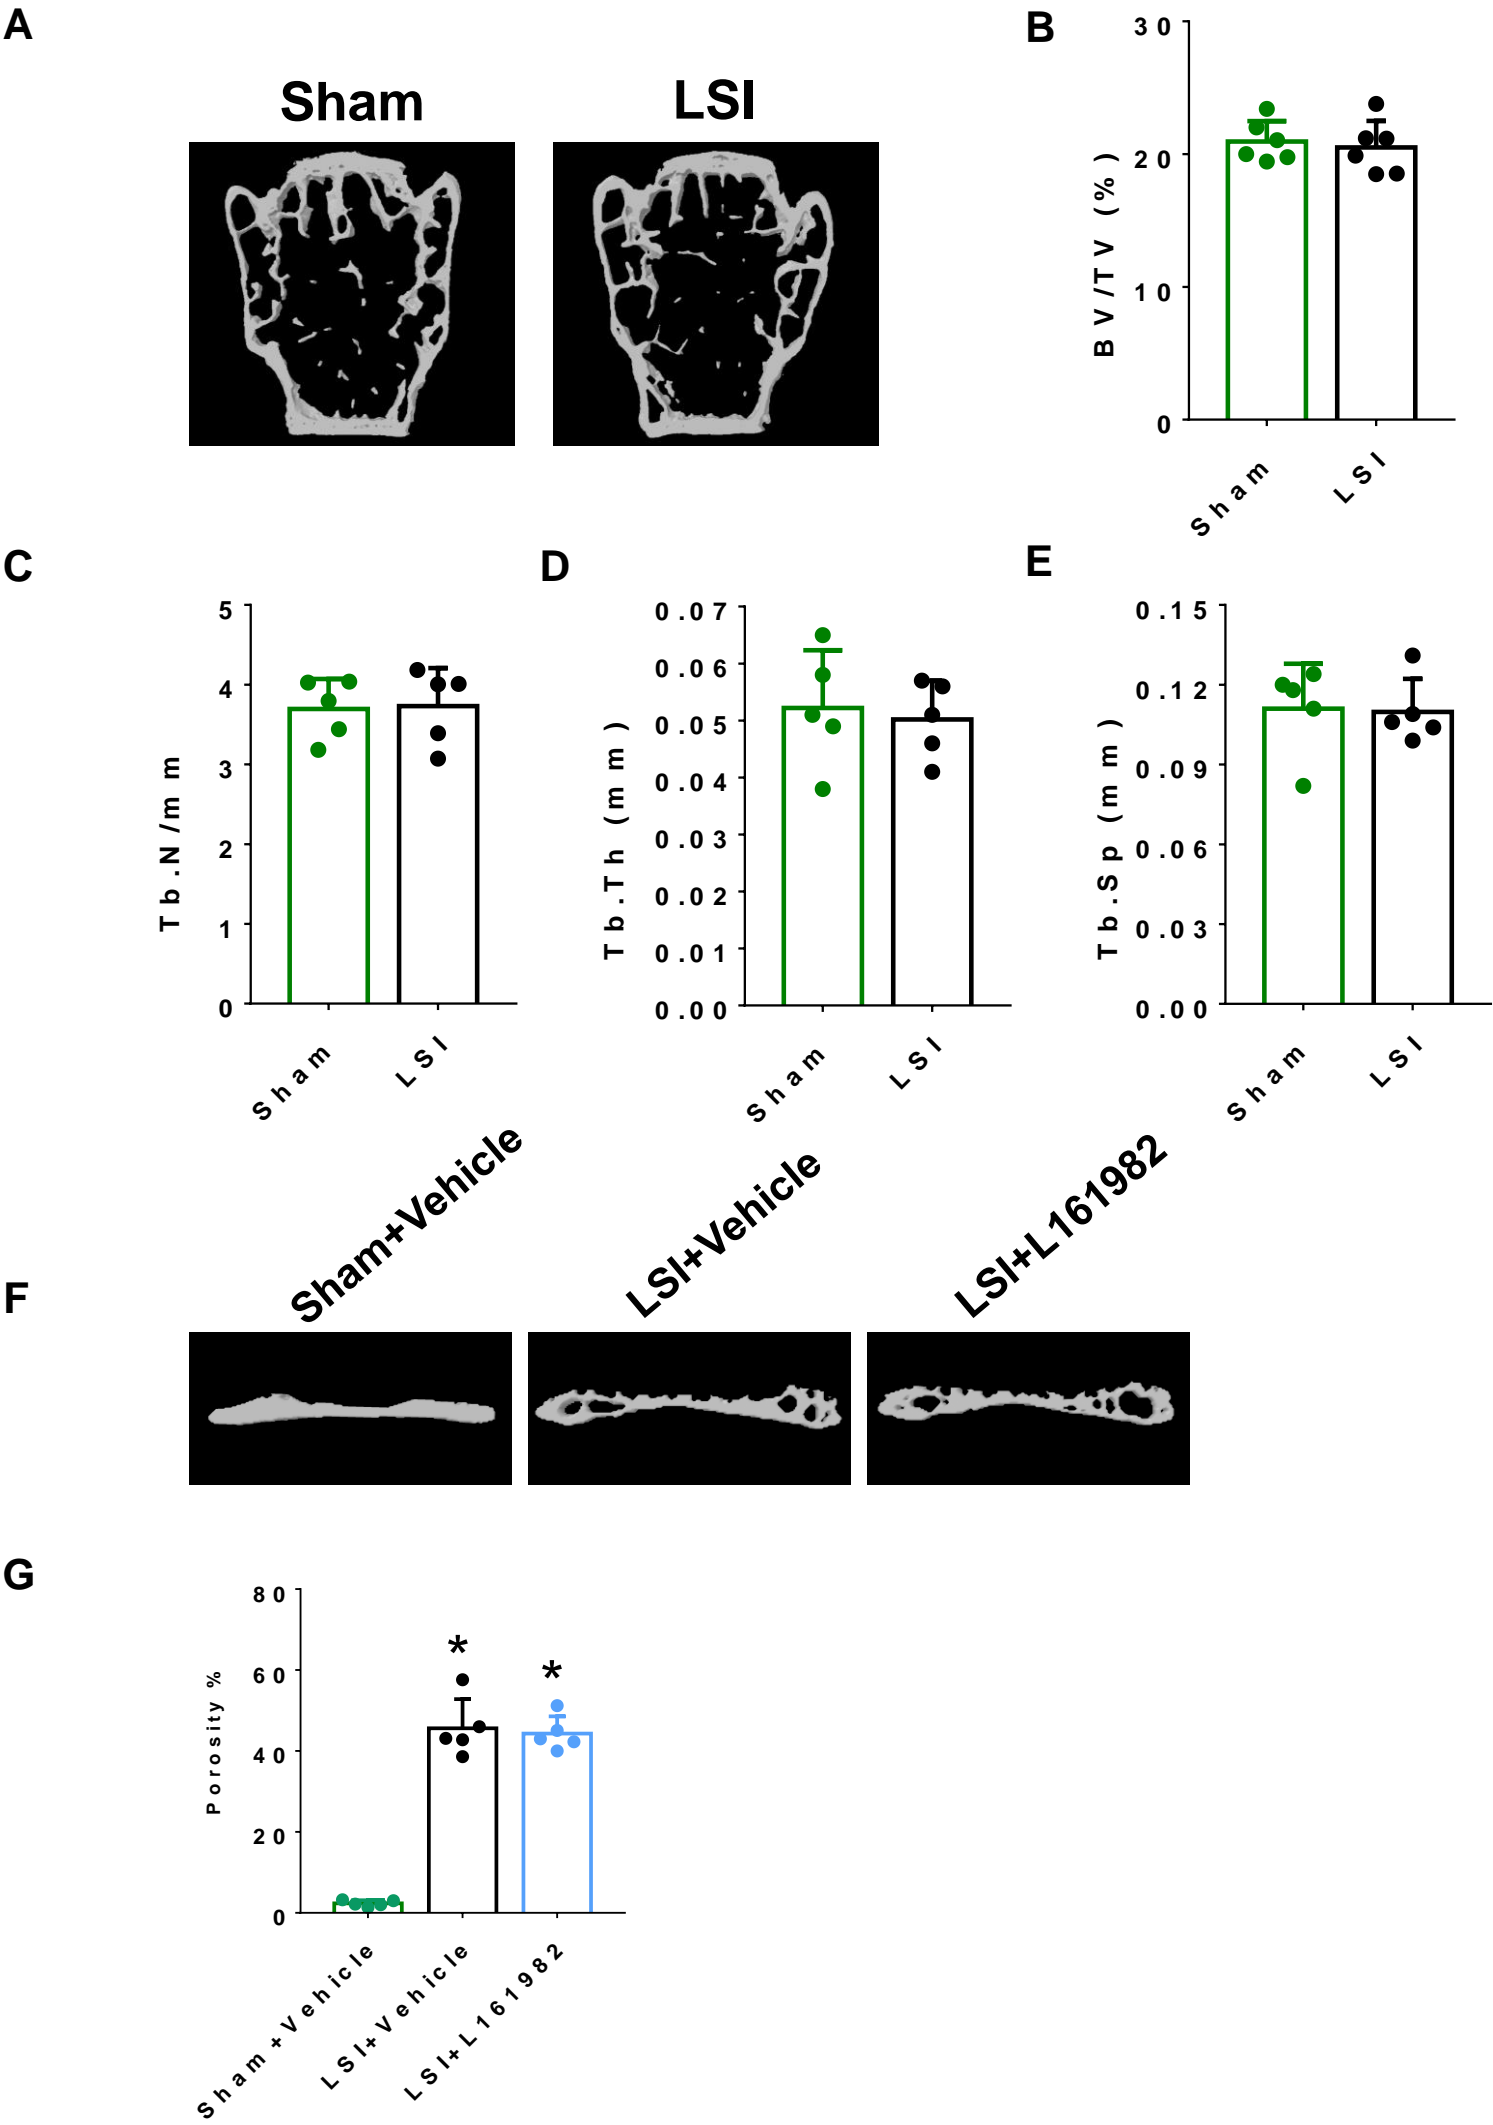 A
Sham
LSI
B
BV/TV (%)
30
20
10
0
Sham
LSI
C
Tb.N/mm
5
4
3
2
1
0
Sham
LSI
D
Tb.Th (mm)
0.07
0.06
0.05
0.04
0.03
0.02
0.01
0.00
Sham
LSI
E
Tb.Sp (mm)
0.15
0.12
0.09
0.06
0.03
0.00
Sham
LSI
F
Sham+Vehicle
LSI+Vehicle
LSI+L161982
G
Porosity %
80
60
40
20
0
*
*
Sham+Vehicle
LSI+Vehicle
LSI+L161982